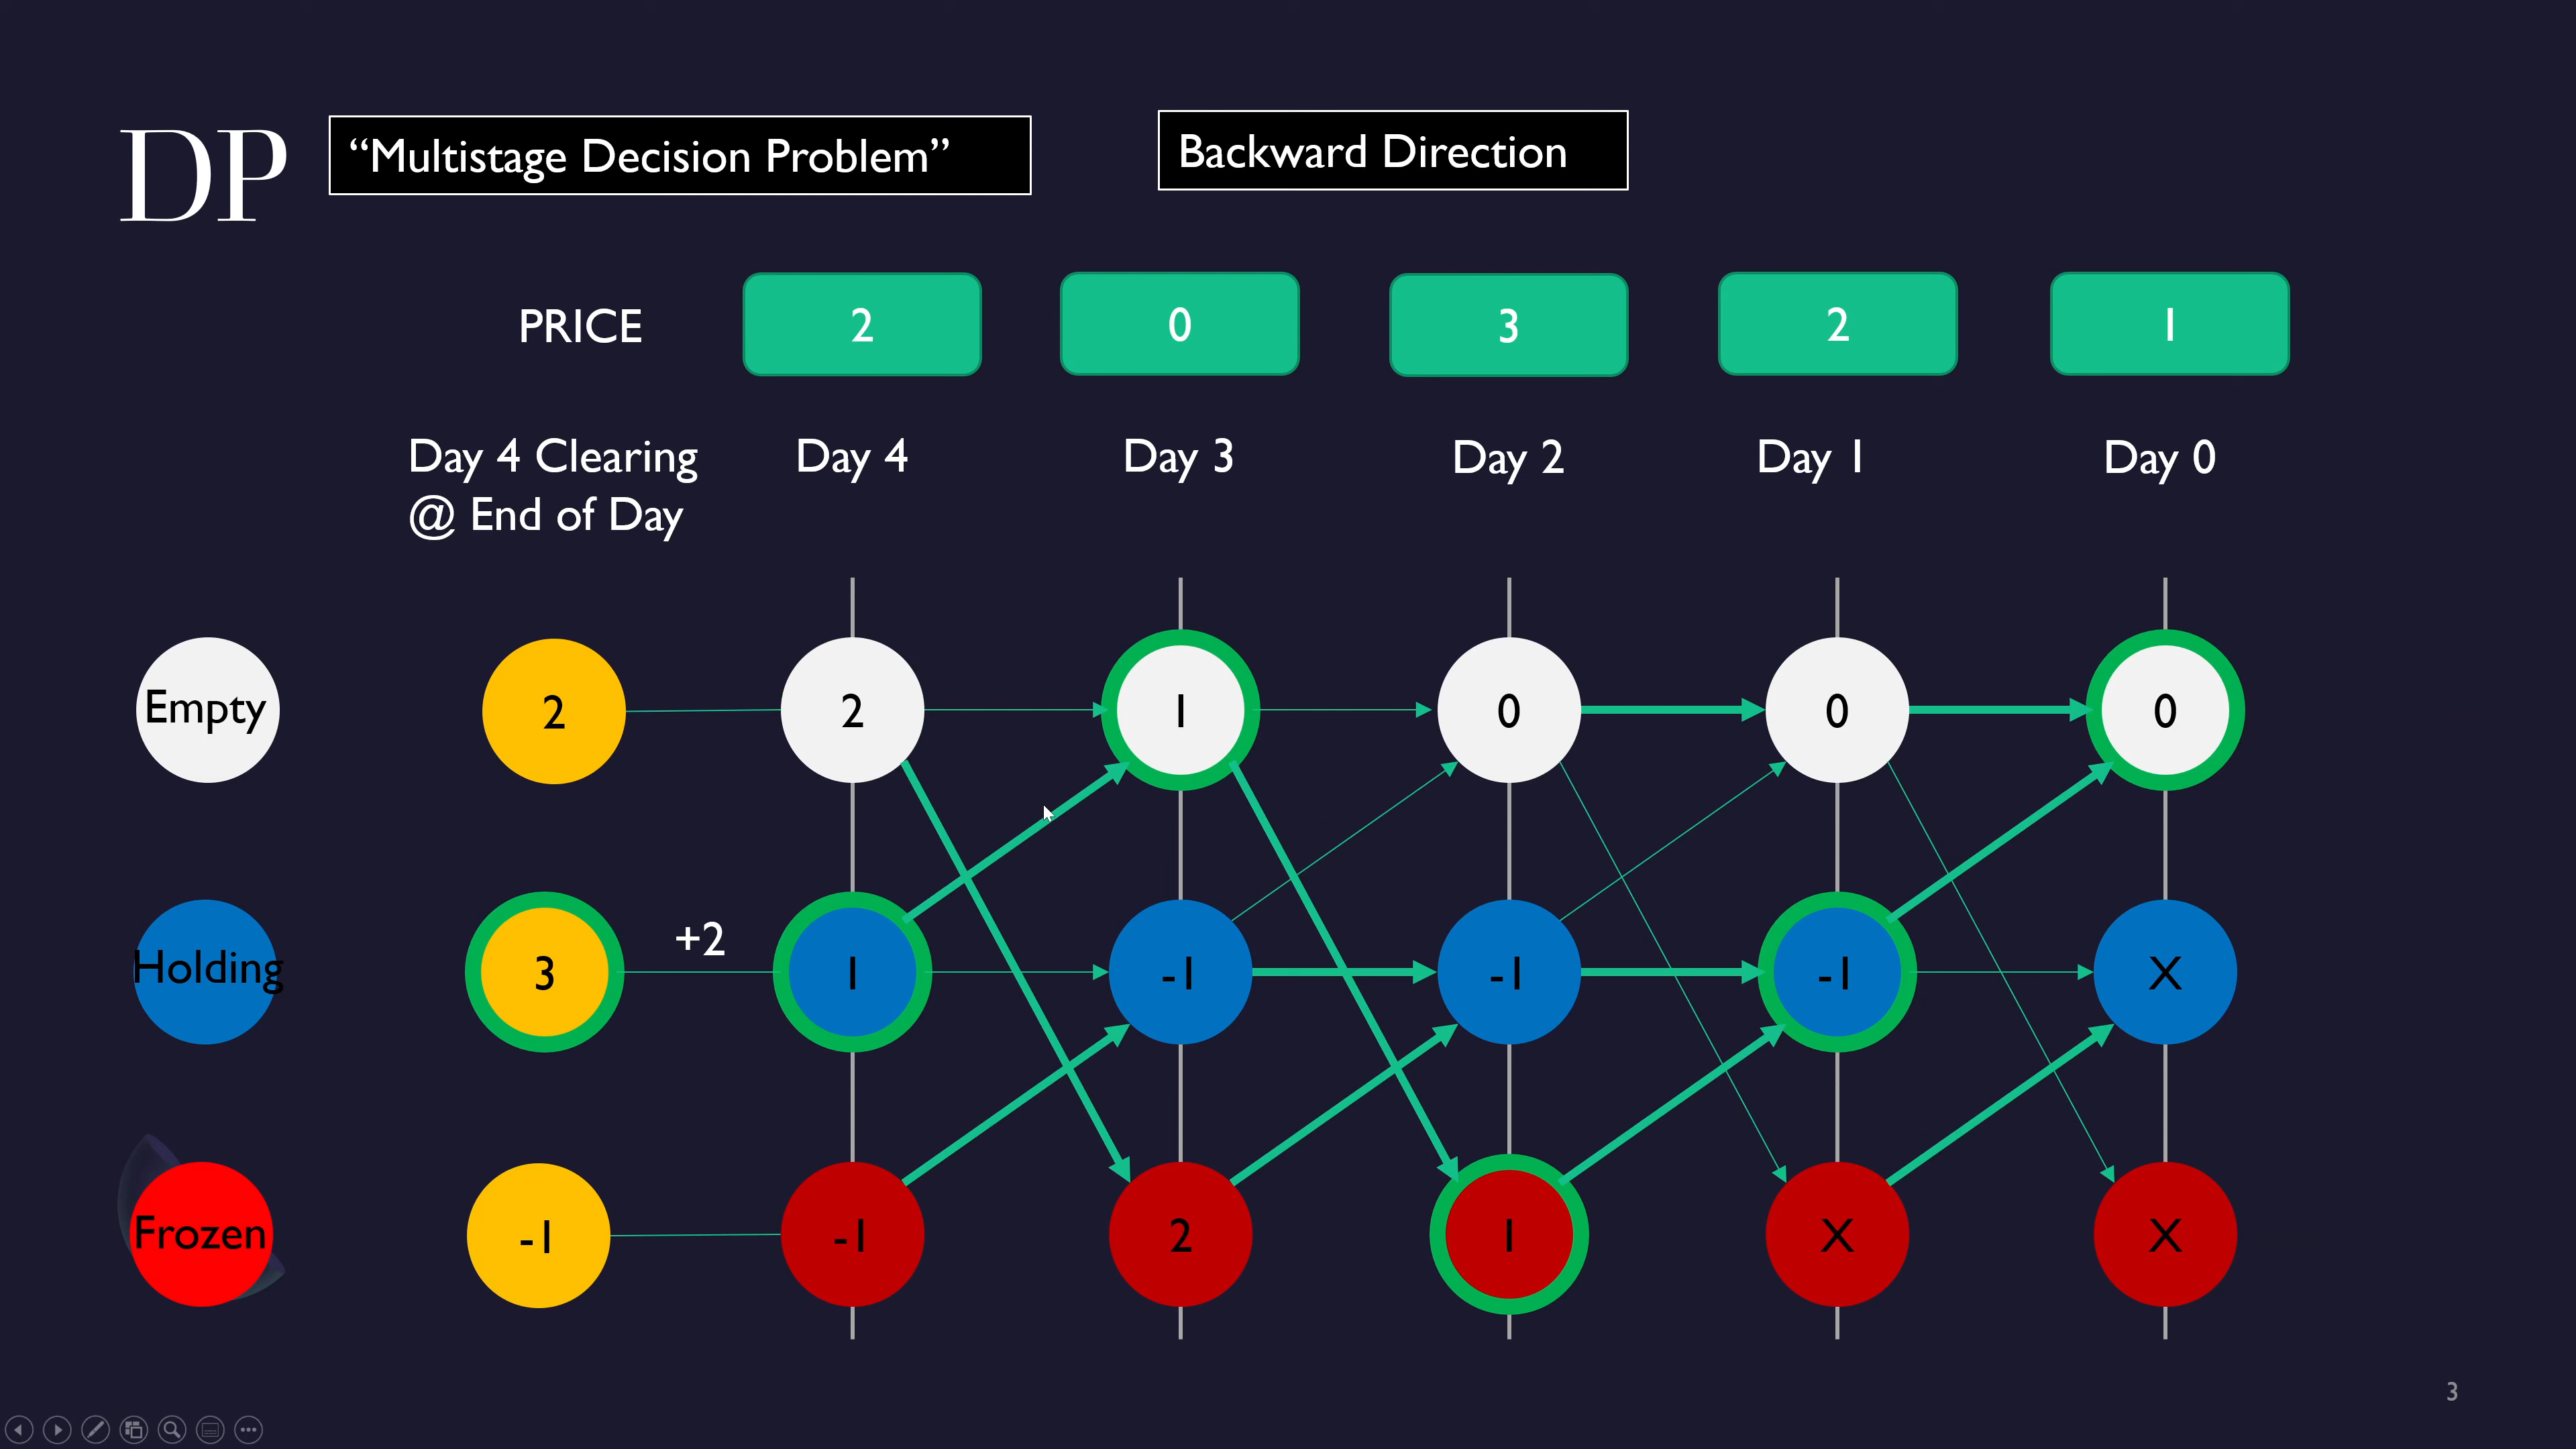 DP
“Multistage Decision Problem”
Backward Direction
PRICE
2
0
3
2
1
Day 4 Clearing
@ End of Day
Day 4
Day 3
Day 2
Day 1
Day 0
Empty
2
2
1
0
0
0
Holding
3
+2
1
-1
-1
-1
X
Frozen
-1
-1
2
1
X
X
3